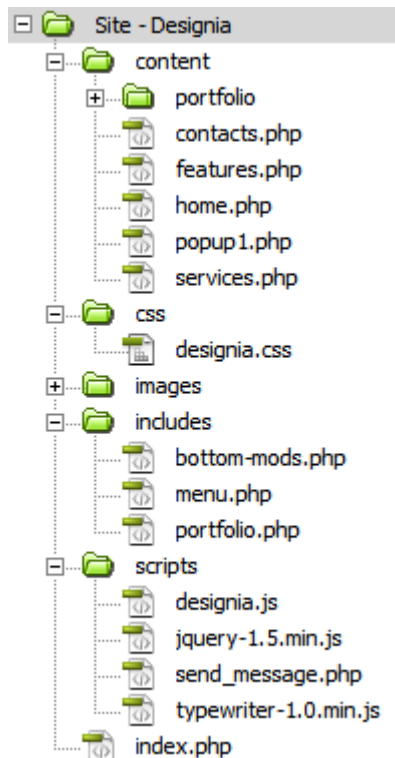 Site - Designia
content
portfolio
contacts.php
features.php
home.php
popup1.php
services.php
css
designia.css
images
includes
bottom-mods.php
menu.php
portfolio.php
scripts
designia.js
jquery-1.5.min.js
send_message.php
typewriter-1.0.min.js
index.php